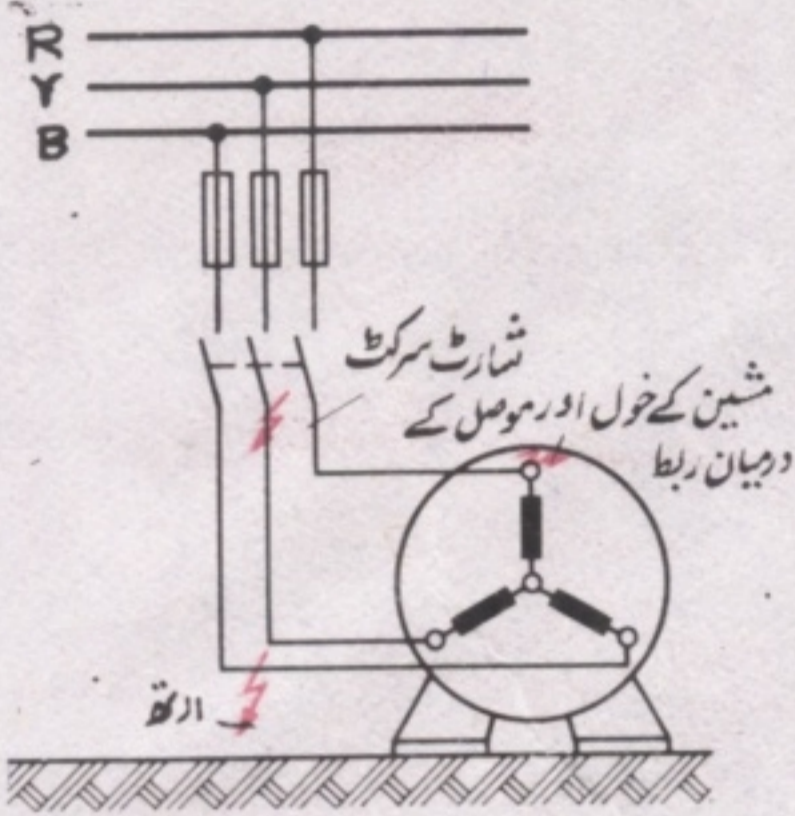 R
Y
B
شارٹ سرکٹ
مشین کے خول اور موصل کے
درمیان ربط
ارتھ